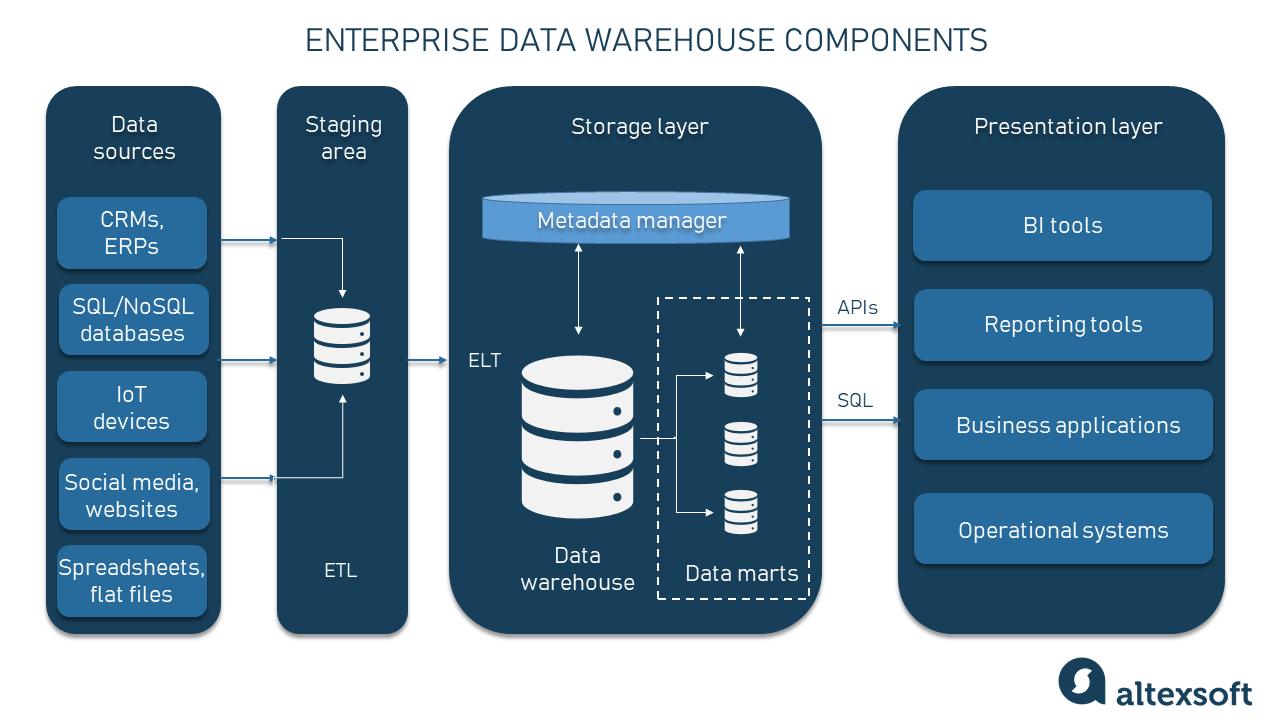 ENTERPRISE DATA WAREHOUSE COMPONENTS
Data
sources
CRMs,
ERPs
SQL/NoSQL
databases
IoT
devices
Social media,
websites
Spreadsheets,
flat files
Staging
area
ETL
Storage layer
Metadata manager
ELT
Data
warehouse
Data marts
APIs
SQL
Presentation layer
BI tools
Reporting tools
Business applications
Operational systems
altexsoft